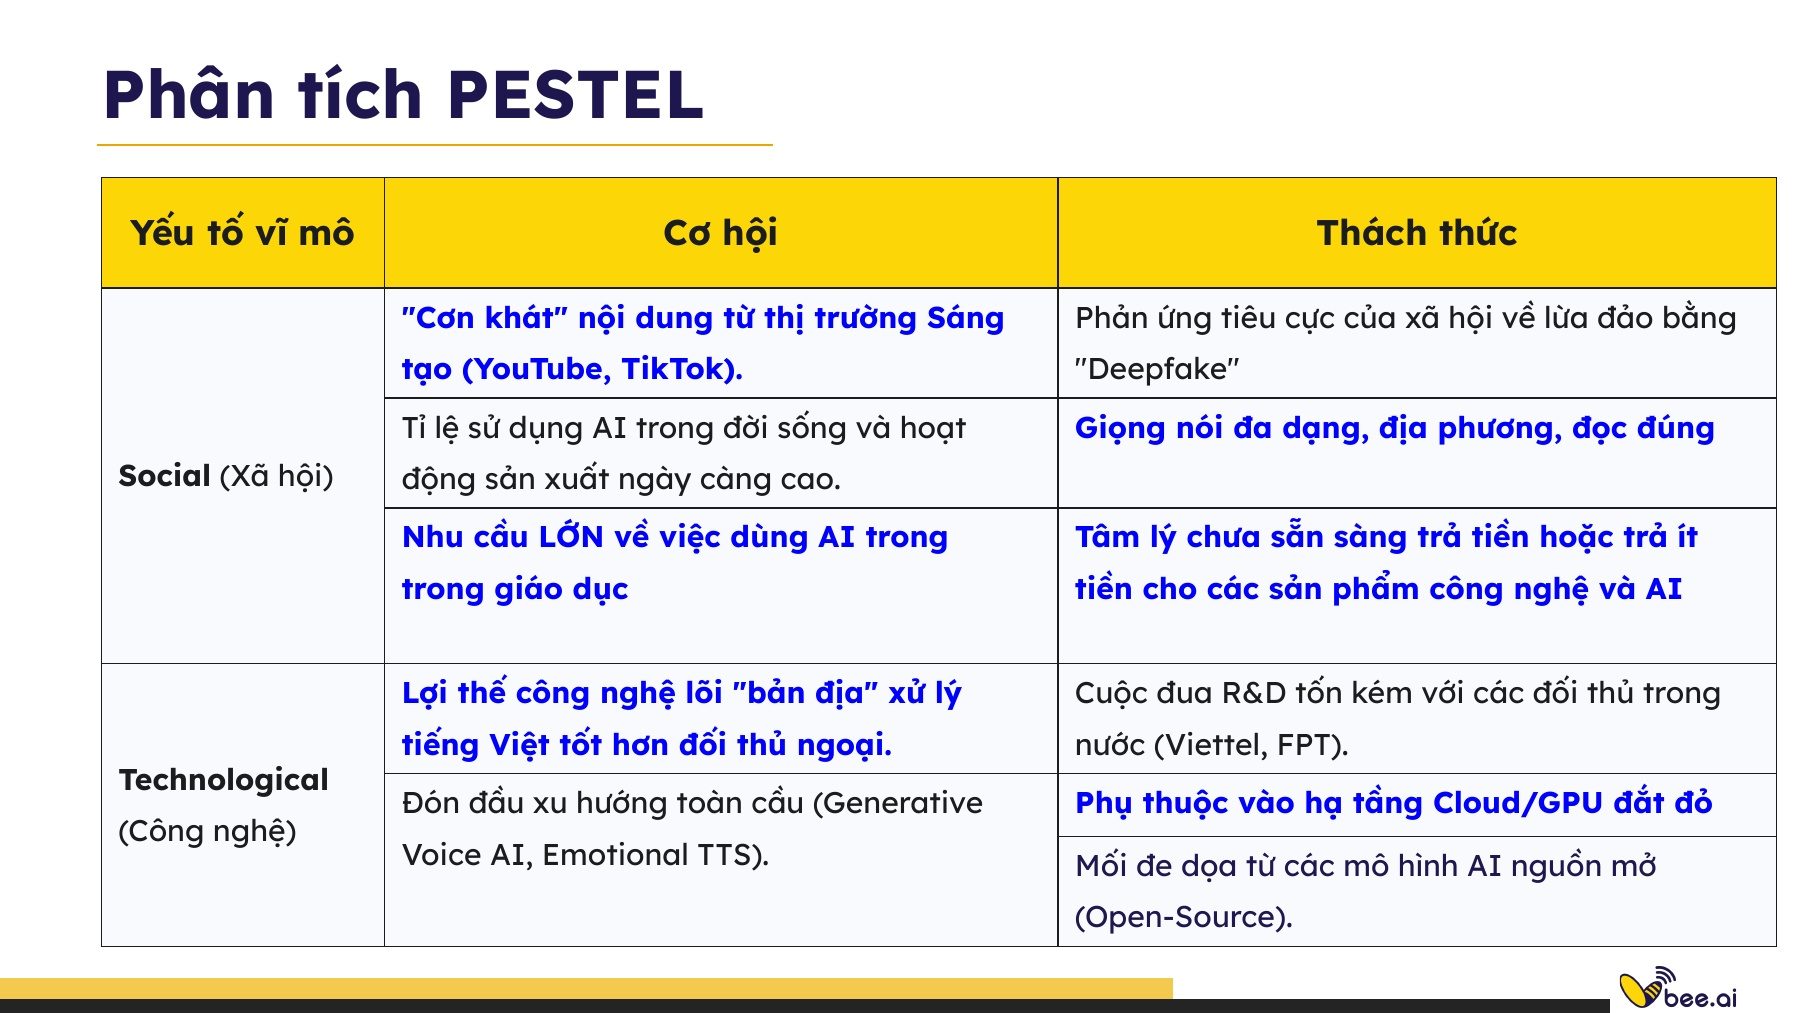 Phân tích PESTEL
Yếu tố vĩ mô
Cơ hội
Thách thức
Social (Xã hội)
"Cơn khát" nội dung từ thị trường Sáng
tạo (YouTube, TikTok).
Phản ứng tiêu cực của xã hội về lừa đảo bằng
"Deepfake"
Tỉ lệ sử dụng AI trong đời sống và hoạt
động sản xuất ngày càng cao.
Giọng nói đa dạng, địa phương, đọc đúng
Nhu cầu LỚN về việc dùng AI trong
trong giáo dục
Tâm lý chưa sẵn sàng trả tiền hoặc trả ít
tiền cho các sản phẩm công nghệ và AI
Technological
(Công nghệ)
Lợi thế công nghệ lõi "bản địa" xử lý
tiếng Việt tốt hơn đối thủ ngoại.
Cuộc đua R&D tốn kém với các đối thủ trong
nước (Viettel, FPT).
Đón đầu xu hướng toàn cầu (Generative
Voice AI, Emotional TTS).
Phụ thuộc vào hạ tầng Cloud/GPU đắt đỏ
Mối đe dọa từ các mô hình AI nguồn mở
(Open-Source).
Vbee.ai